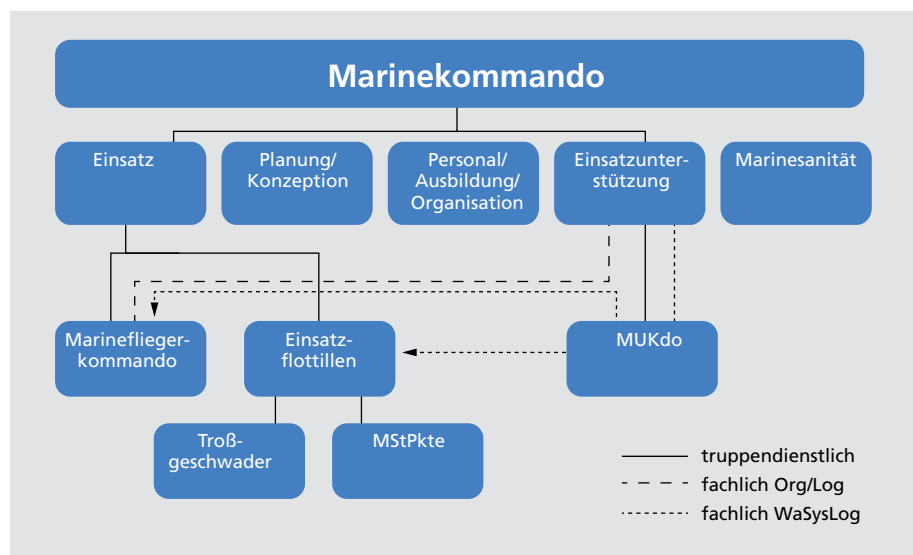 Marinekommando
Einsatz
Planung/
Konzeption
Personal/
Ausbildung/
Organisation
Einsatzunter-
stützung
Marinesanität
Marineflieger-
kommando
Einsatz-
flottillen
MUKdo
Troß-
geschwader
MStPkte
truppendienstlich
fachlich Org/Log
fachlich WaSysLog